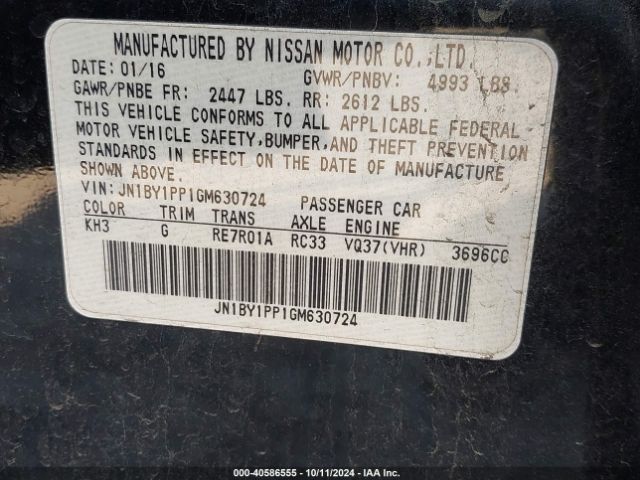 MANUFACTURED BY NISSAN MOTOR CO.,LTD.
DATE: 01/16 GVWR/PNBV: 4993 LBS.
GAWR/PNBE FR: 2447 LBS. RR: 2612 LBS.
THIS VEHICLE CONFORMS TO ALL APPLICABLE FEDERAL
MOTOR VEHICLE SAFETY, BUMPER, AND THEFT PREVENTION
STANDARDS IN EFFECT ON THE DATE OF MANUFACTURE
SHOWN ABOVE.
VIN: JN1BY1PP1GM630724 PASSENGER CAR
COLOR TRIM TRANS AXLE ENGINE
KH3 G RE7R01A RC33 VQ37(VHR) 3696CC
JN1BY1PP1GM630724
000-40586555 - 10/11/2024 - IAA Inc.